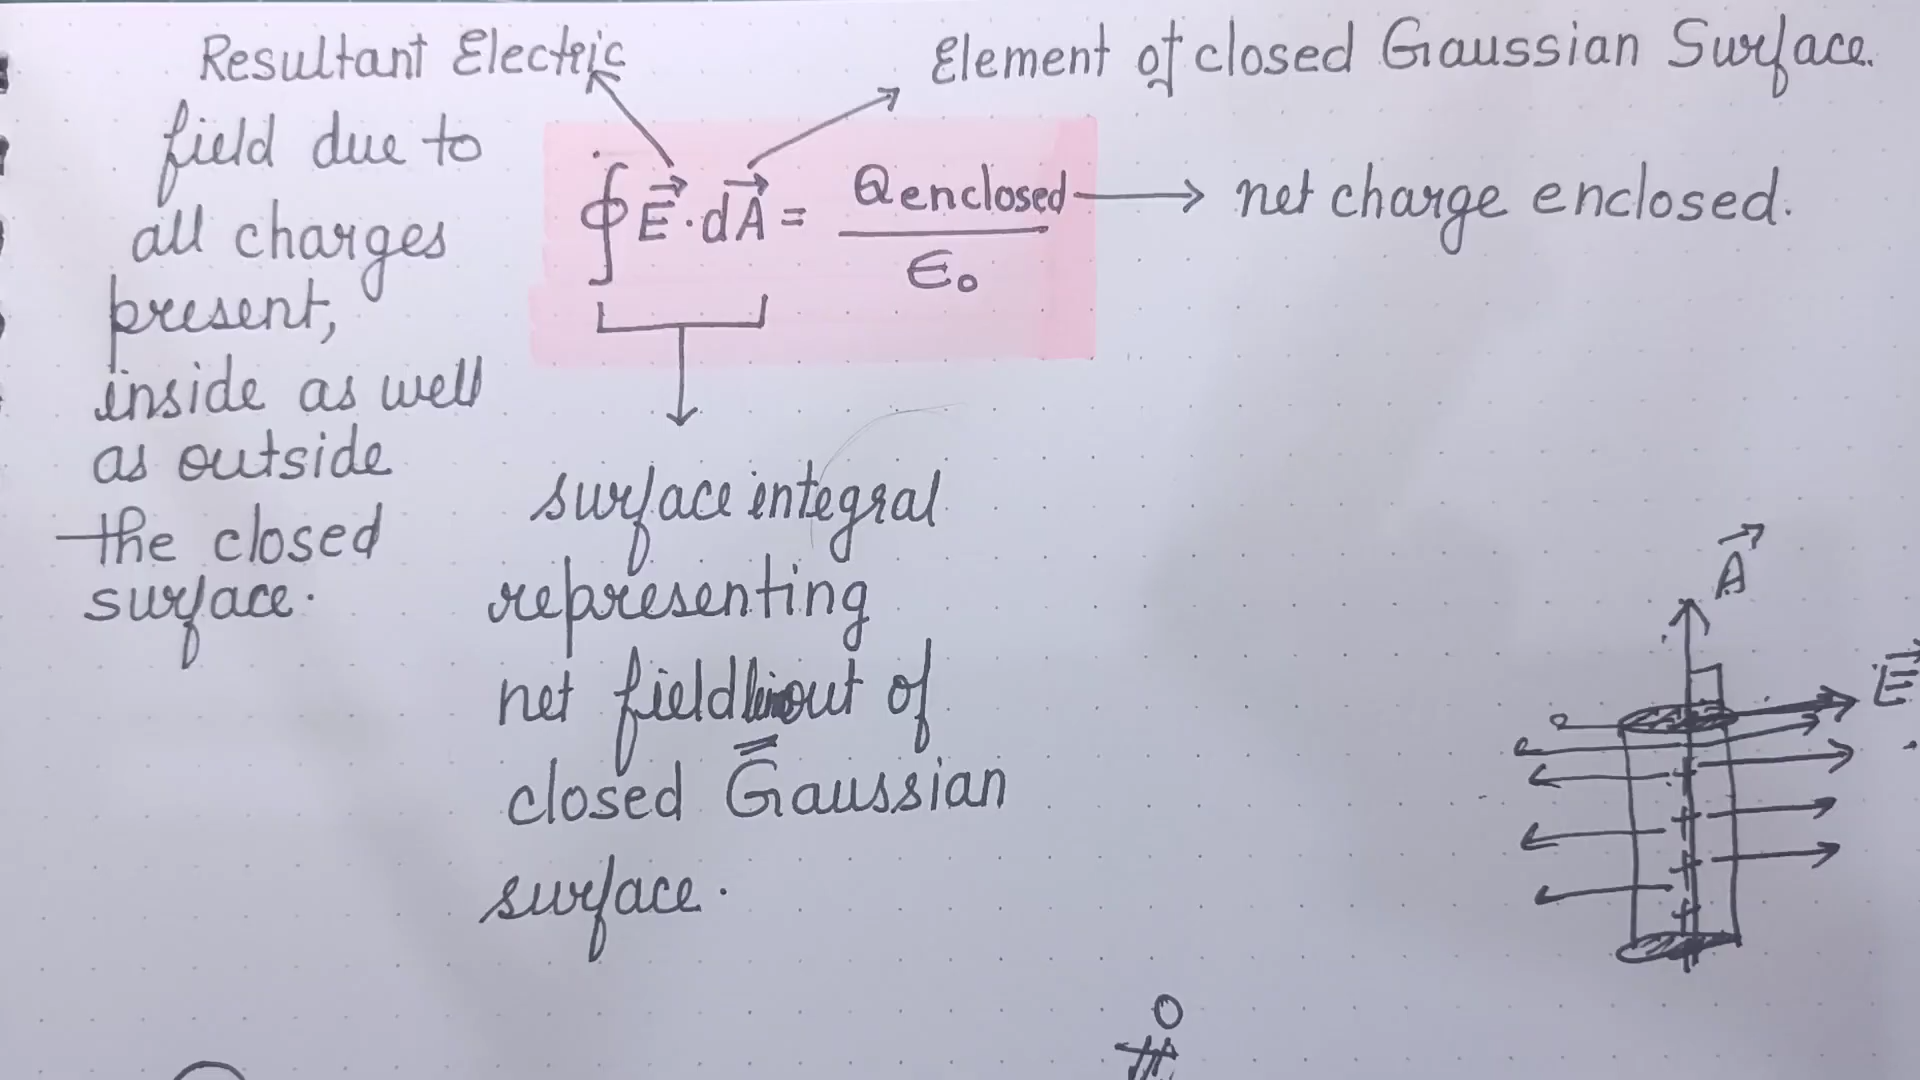 Resultant Electric
field due to
all charges
present,
inside as well
as outside
the closed
surface.
Element of closed Gaussian Surface.
∮ E⃗ · dA⃗ = Qenclosed / ϵ₀ → net charge enclosed.
surface integral
representing
net field out of
closed Gaussian
surface.
A⃗
E⃗
O